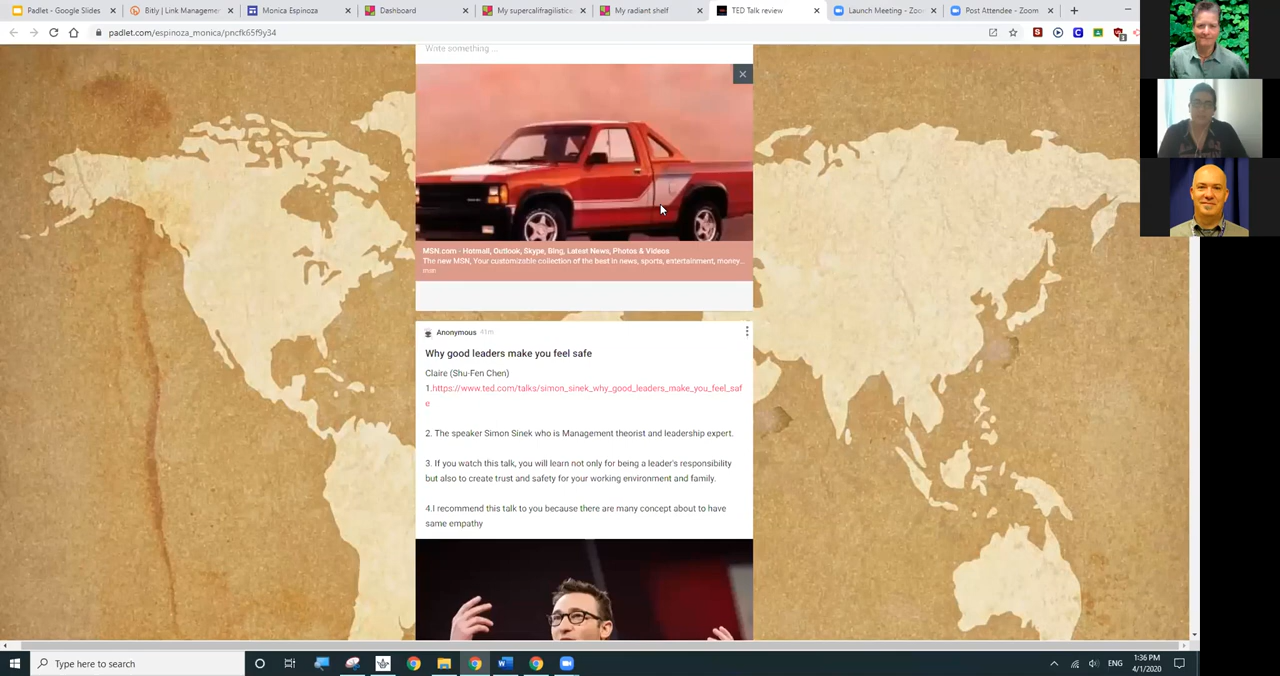 Padlet - Google Slides
Bitly | Link Managemen
Monica Espinoza
Dashboard
My supercalifragilistice
My radiant shelf
TED Talk review
Launch Meeting - Zoom
Post Attendee - Zoom
padlet.com/espinoza_monica/pncfk65f9y34
Write something ...
MSN.com - Hotmail, Outlook, Skype, Bing, Latest News, Photos & Videos
The new MSN, Your customizable collection of the best in news, sports, entertainment, money...
msn
Anonymous 41m
Why good leaders make you feel safe
Claire (Shu-Fen Chen)
1.https://www.ted.com/talks/simon_sinek_why_good_leaders_make_you_feel_saf
e
2. The speaker Simon Sinek who is Management theorist and leadership expert.
3. If you watch this talk, you will learn not only for being a leader's responsibility
but also to create trust and safety for your working environment and family.
4.I recommend this talk to you because there are many concept about to have
same empathy
Type here to search
ENG
1:36 PM
4/1/2020